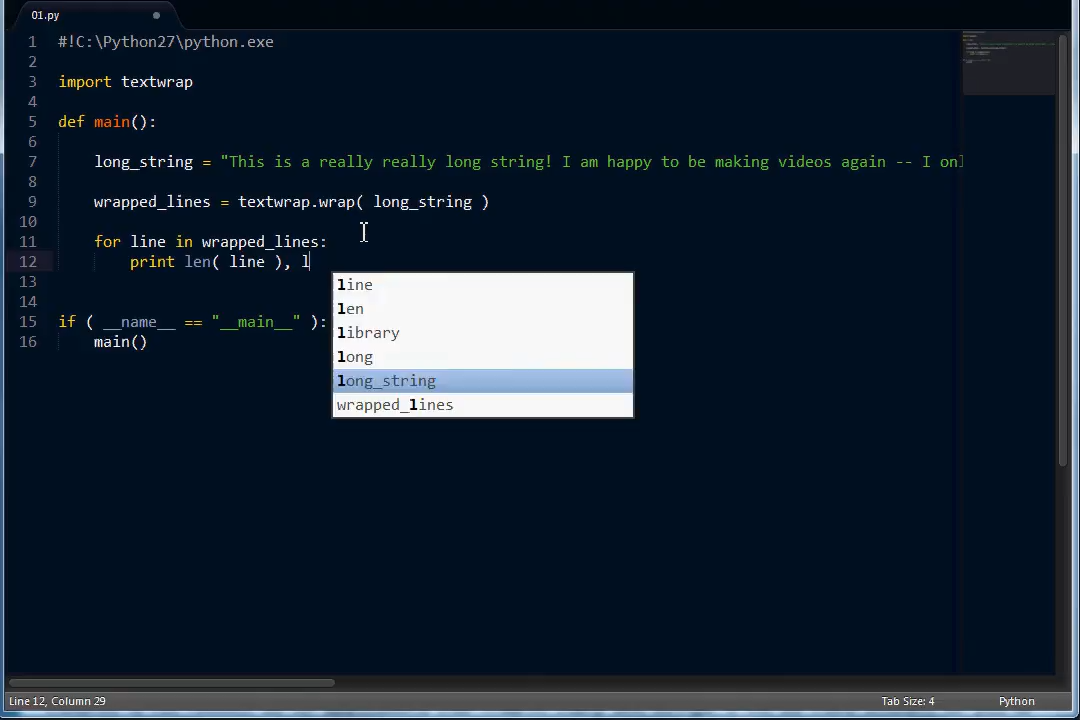 01.py
1 #!C:\Python27\python.exe
2
3 import textwrap
4
5 def main():
6
7 long_string = "This is a really really long string! I am happy to be making videos again -- I onl
8
9 wrapped_lines = textwrap.wrap( long_string )
10
11 for line in wrapped_lines:
12 print len( line ), l
line
13
len
14
library
15 if ( __name__ == "__main__" ):
16 main()
long
long_string
wrapped_lines
Line 12, Column 29 Tab Size: 4 Python